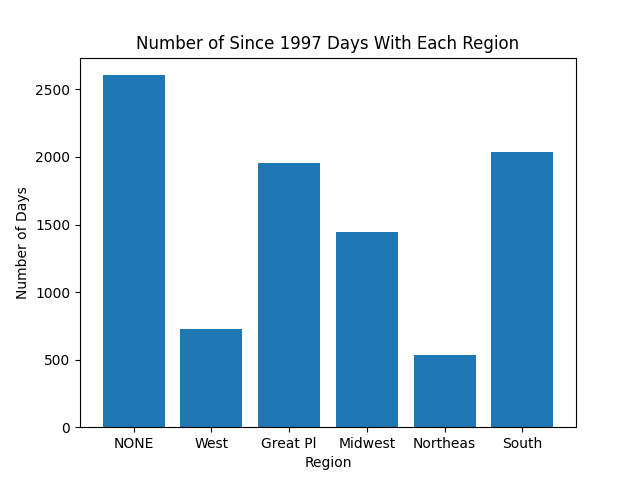 Number of Since 1997 Days With Each Region
Number of Days
2500
2000
1500
1000
500
0
NONE West Great Pl Midwest Northeas South
Region